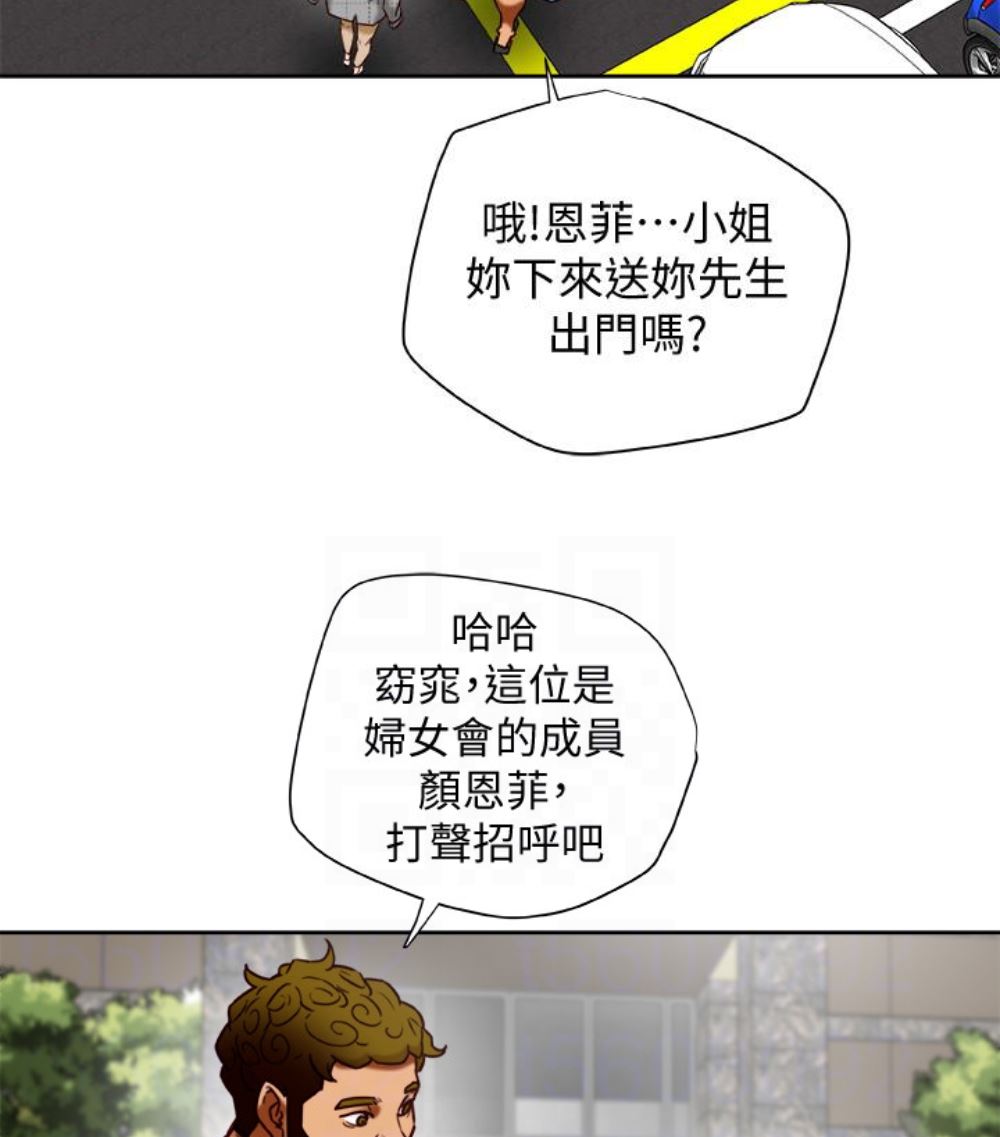 哦!恩菲⋯小姐
妳下來送妳先生
出門嗎?
哈哈
窈窕，這位是
婦女會的成員
顏恩菲，
打聲招呼吧